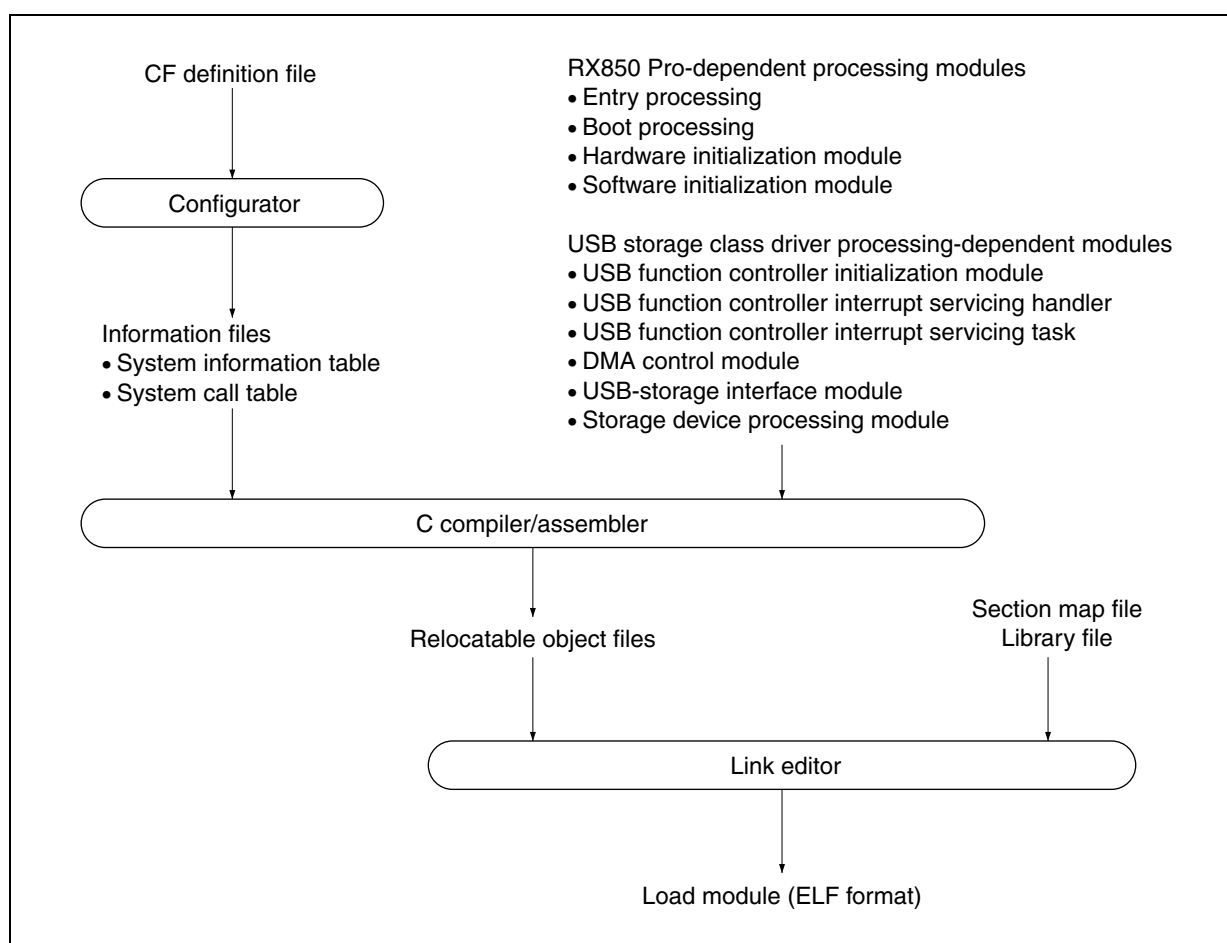 CF definition file
Configurator
Information files
• System information table
• System call table
RX850 Pro-dependent processing modules
• Entry processing
• Boot processing
• Hardware initialization module
• Software initialization module
USB storage class driver processing-dependent modules
• USB function controller initialization module
• USB function controller interrupt servicing handler
• USB function controller interrupt servicing task
• DMA control module
• USB-storage interface module
• Storage device processing module
C compiler/assembler
Relocatable object files
Section map file
Library file
Link editor
Load module (ELF format)